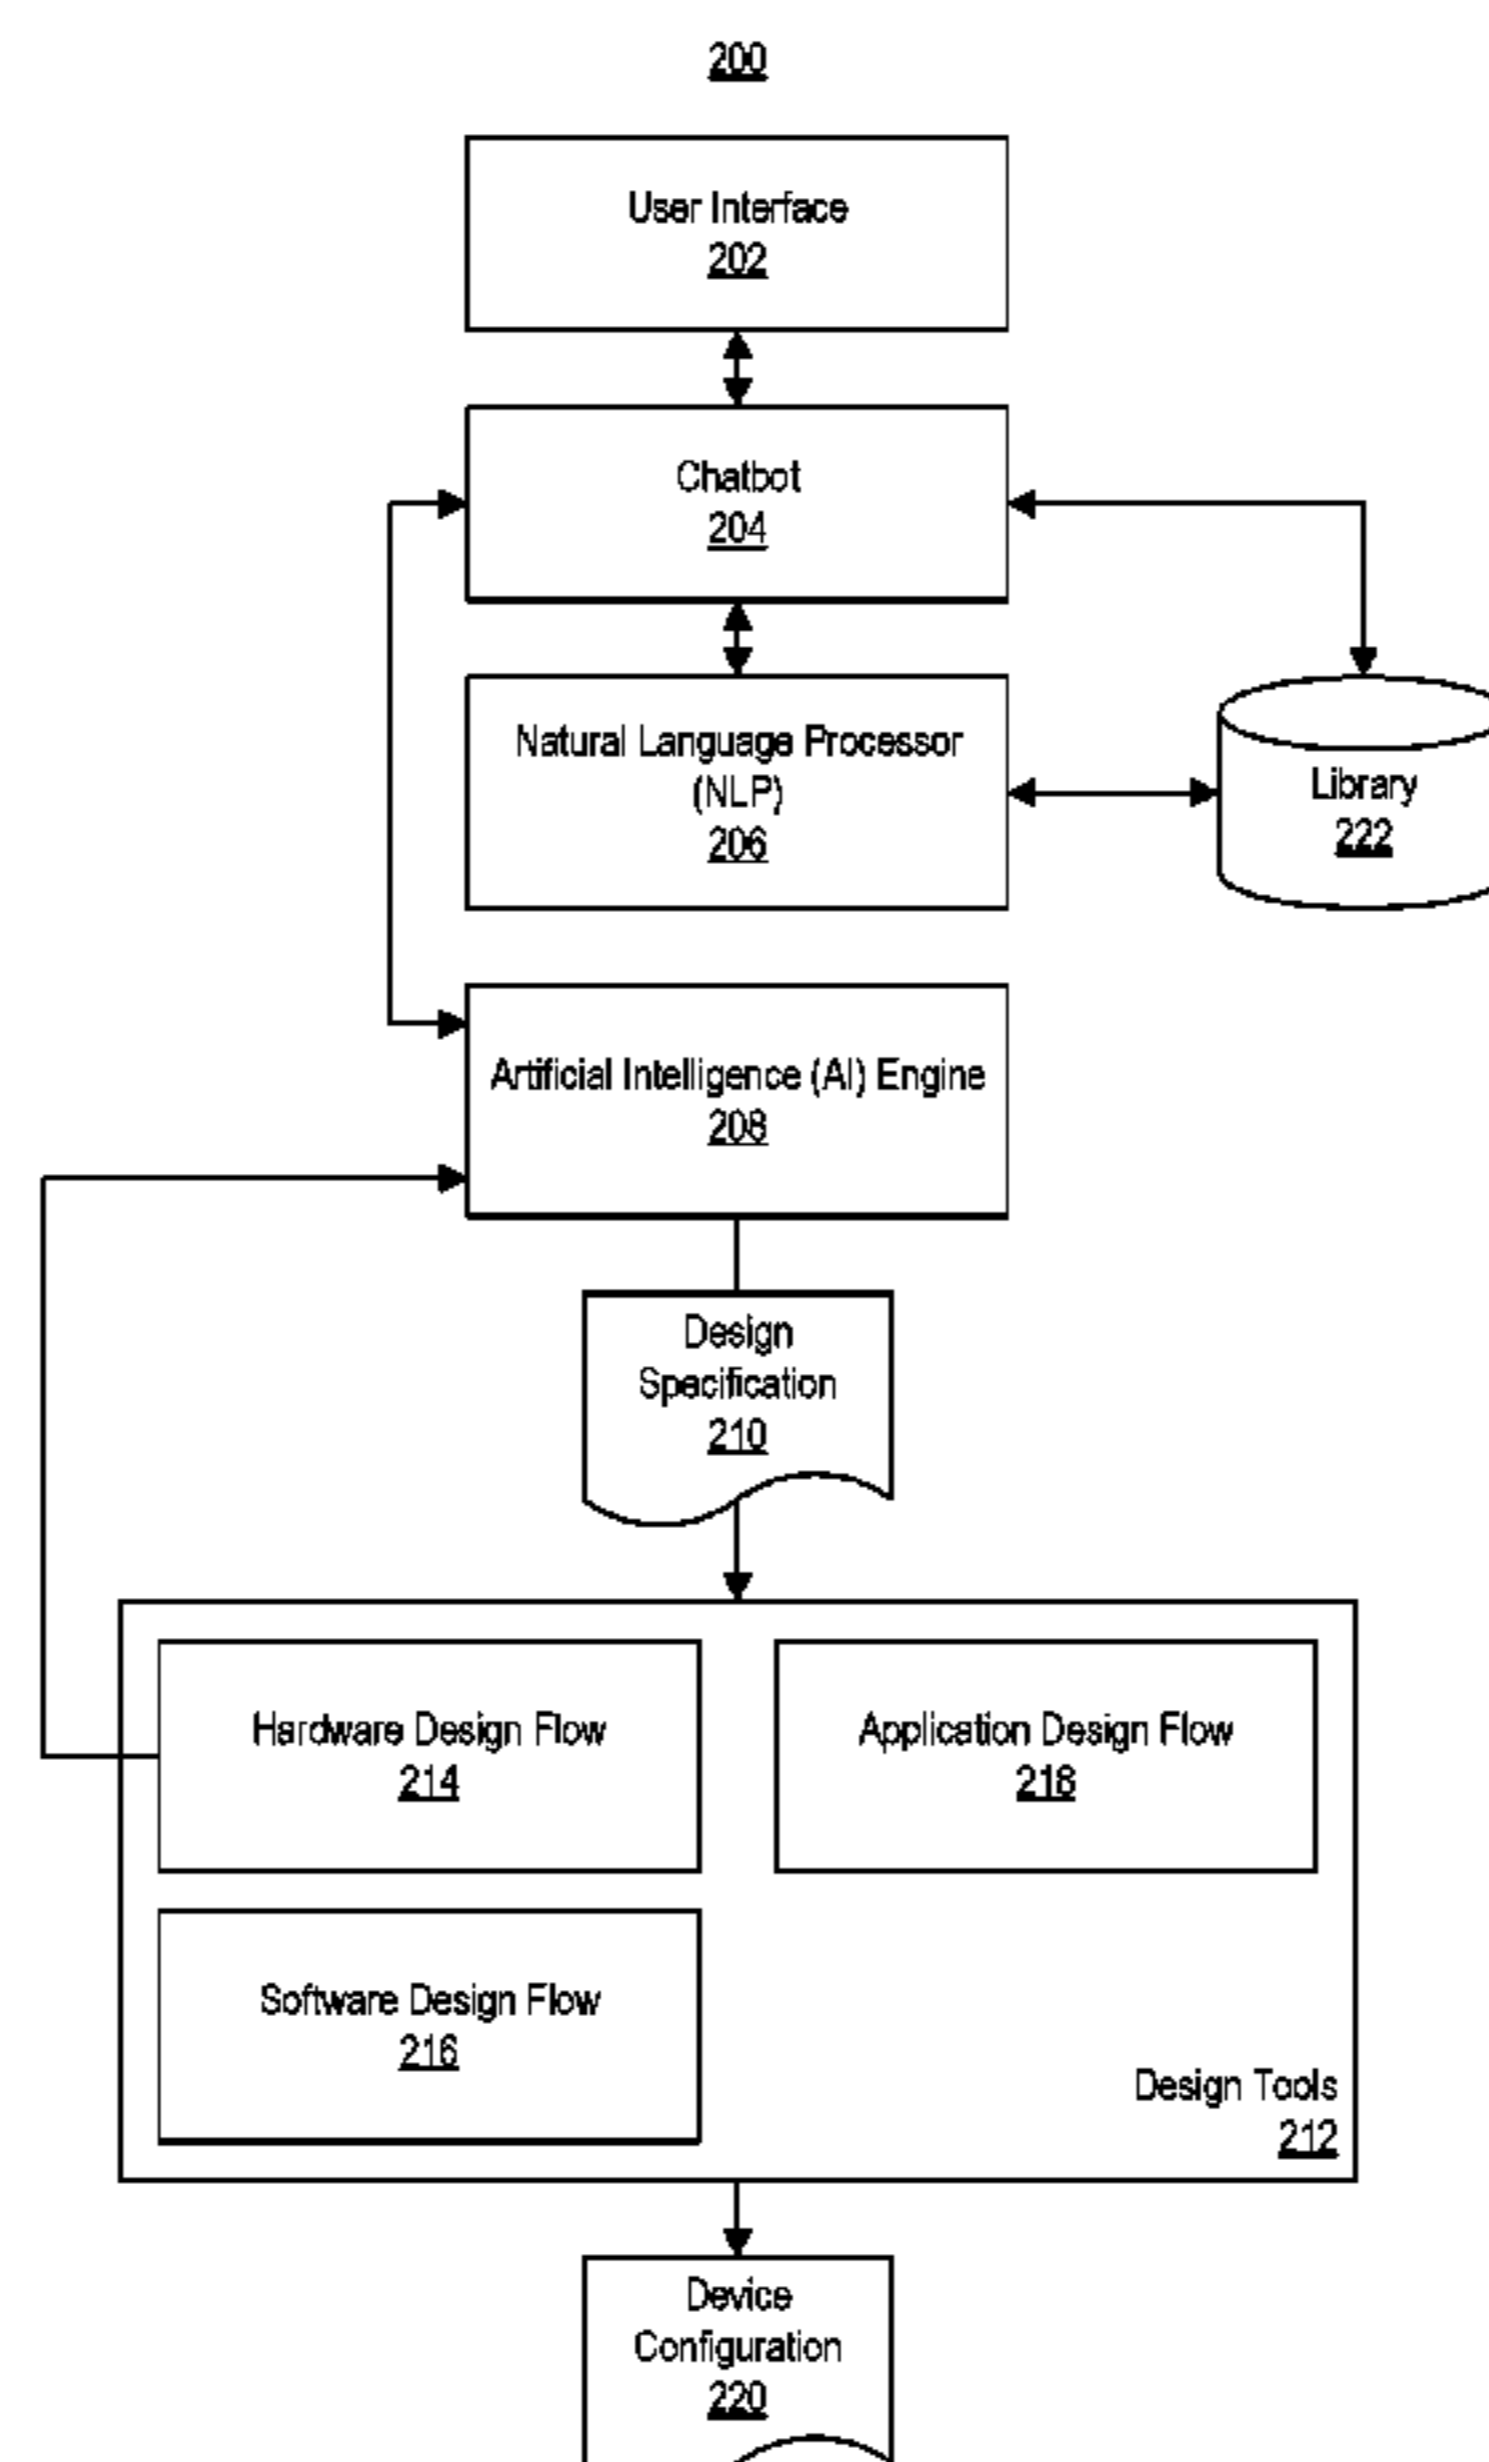 200
User Interface
202
Chatbot
204
Natural Language Processor
(NLP)
206
Library
222
Artificial Intelligence (AI) Engine
208
Design
Specification
210
Hardware Design Flow
214
Application Design Flow
218
Software Design Flow
216
Design Tools
212
Device
Configuration
220